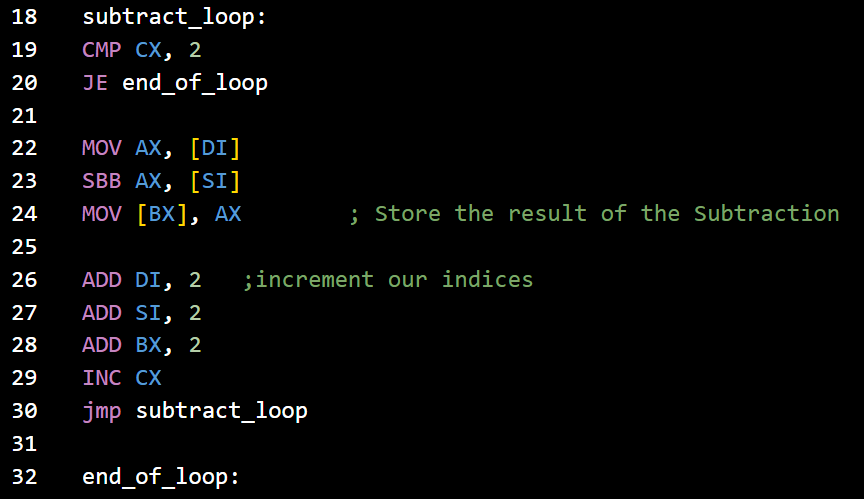 18 subtract_loop:
19 CMP CX, 2
20 JE end_of_loop
21
22 MOV AX, [DI]
23 SBB AX, [SI]
24 MOV [BX], AX ; Store the result of the Subtraction
25
26 ADD DI, 2 ;increment our indices
27 ADD SI, 2
28 ADD BX, 2
29 INC CX
30 jmp subtract_loop
31
32 end_of_loop: